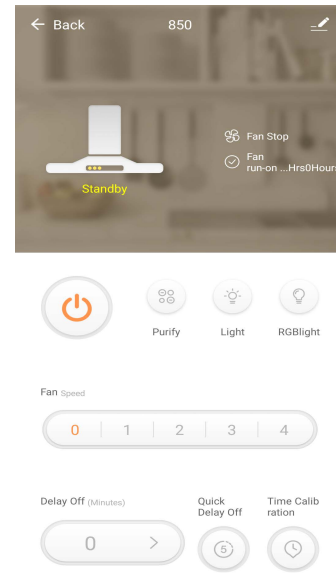 Back
850
Fan Stop
Fan
run-on ...Hrs0Hours
Standby
Purify
Light
RGBlight
Fan Speed
0 1 2 3 4
Delay Off (Minutes)
Quick
Delay Off
Time Calib
ration
0
5